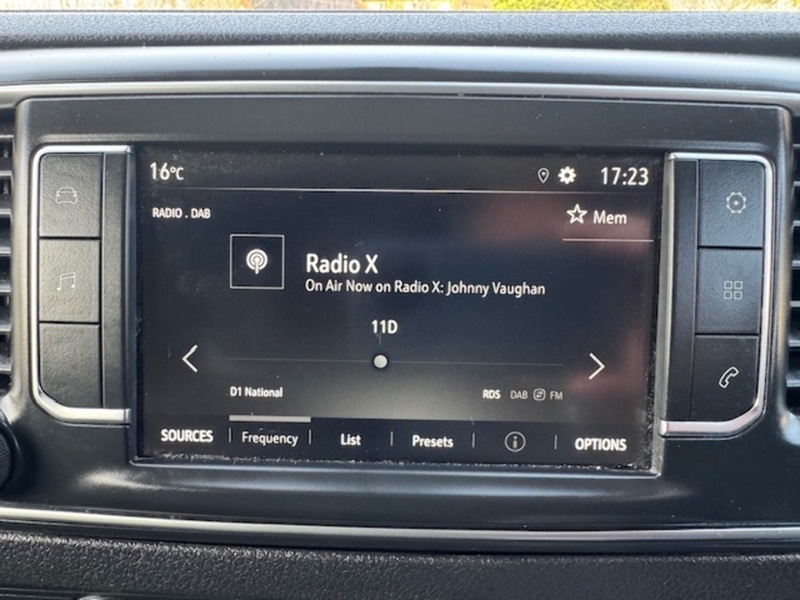 16°C 17:23
RADIO . DAB
Mem
Radio X
On Air Now on Radio X: Johnny Vaughan
11D
D1 National
RDS DAB FM
SOURCES Frequency List Presets OPTIONS